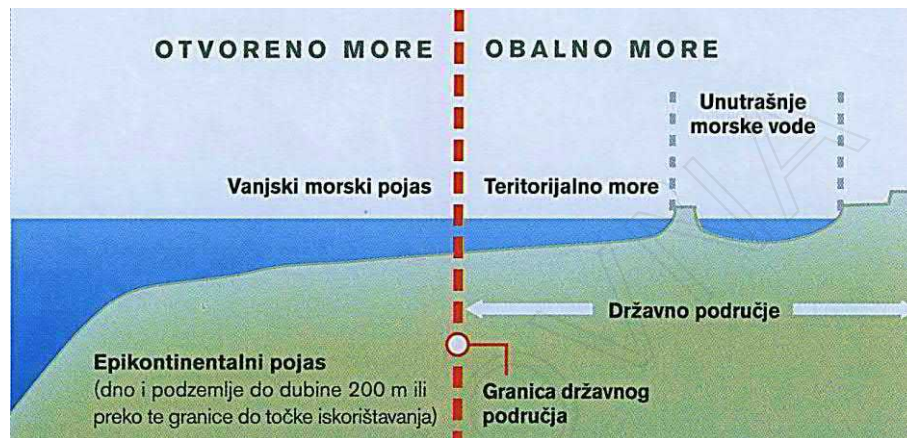 OTVORENO MORE
OBALNO MORE
Unutrašnje
morske vode
Vanjski morski pojas
Teritorijalno more
Državno područje
Epikontinentalni pojas
(dno i podzemlje do dubine 200 m ili
preko te granice do točke iskorištavanja)
Granica državnog
područja